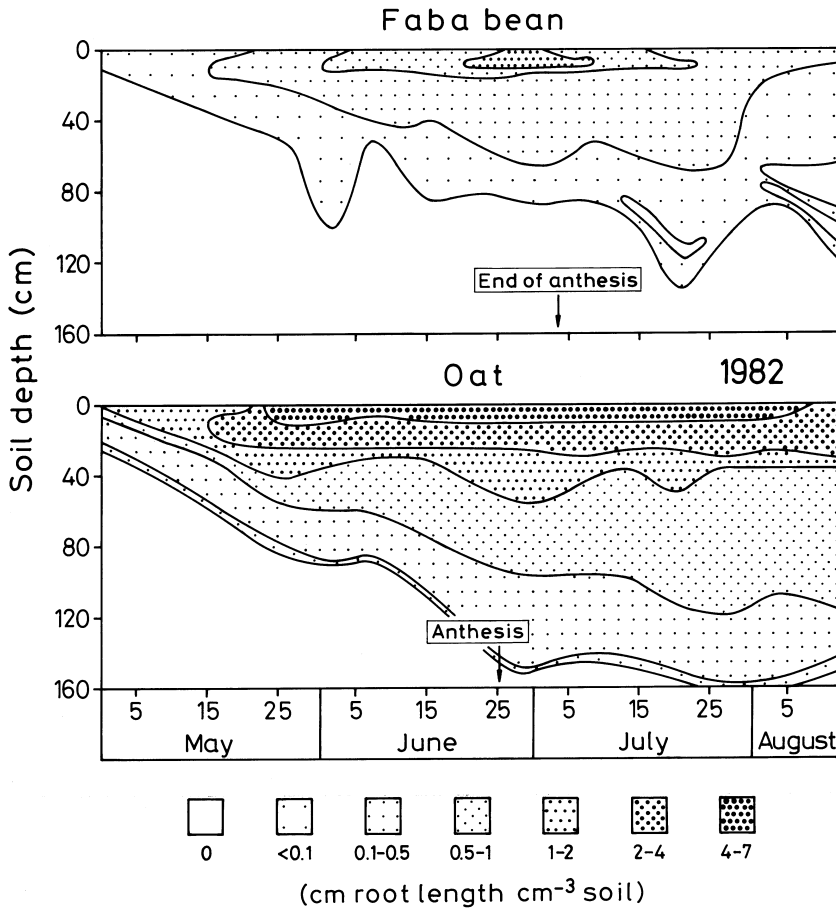 Faba bean
0
40
80
120
160
End of anthesis
Soil depth (cm)
Oat 1982
0
40
80
120
160
Anthesis
5 15 25 5 15 25 5 15 25 5
May June July August
0 <0.1 0.1-0.5 0.5-1 1-2 2-4 4-7
(cm root length cm⁻³ soil)